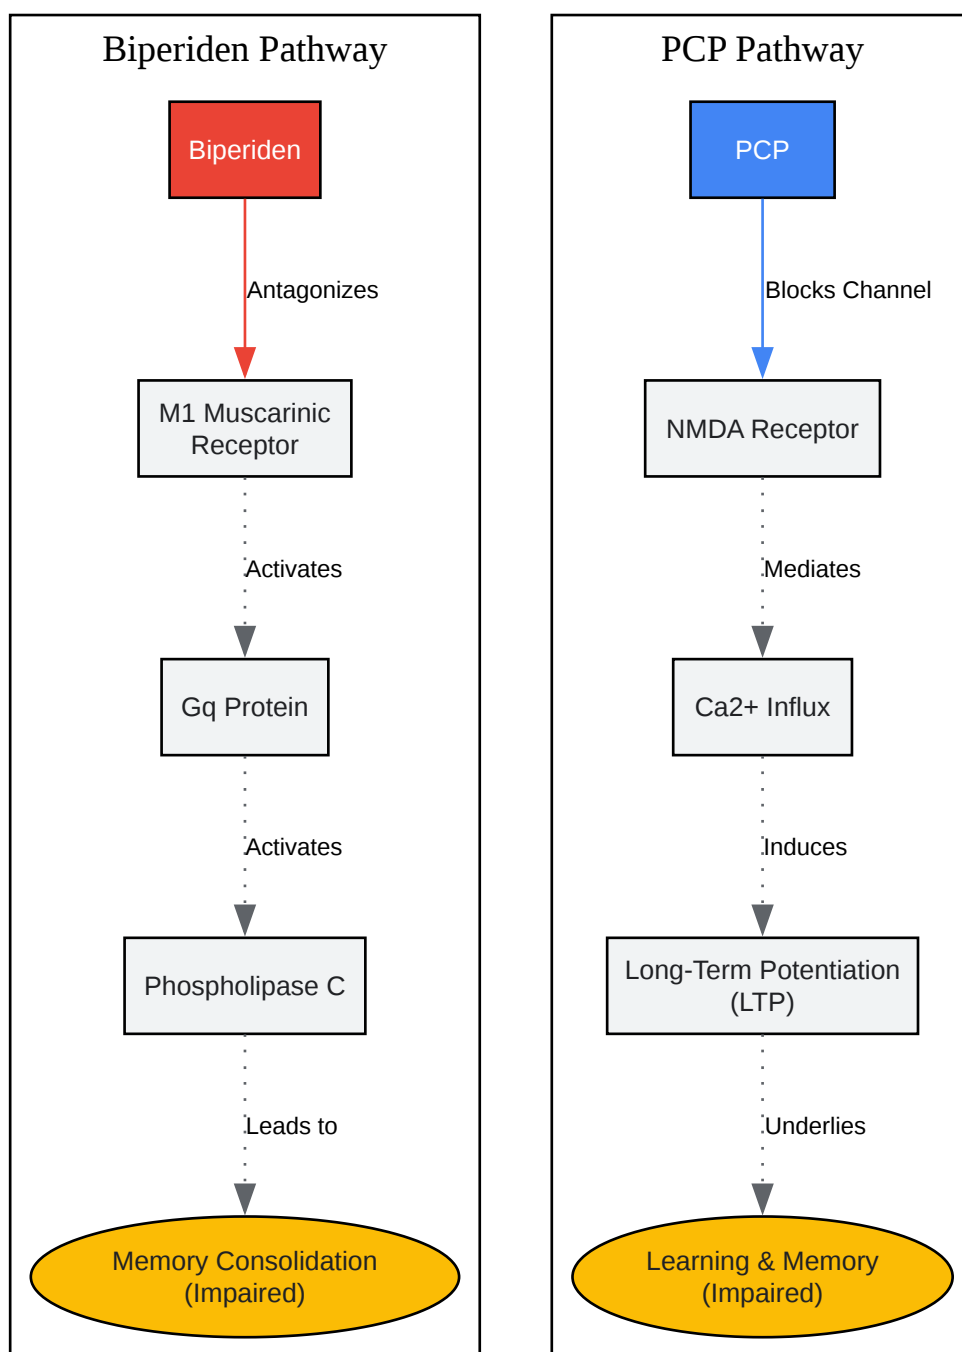 Biperiden Pathway
Biperiden
Antagonizes
M1 Muscarinic
Receptor
Activates
Gq Protein
Activates
Phospholipase C
Leads to
Memory Consolidation
(Impaired)
PCP Pathway
PCP
Blocks Channel
NMDA Receptor
Mediates
Ca2+ Influx
Induces
Long-Term Potentiation
(LTP)
Underlies
Learning & Memory
(Impaired)